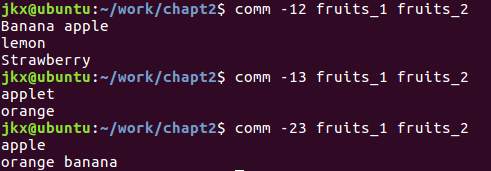 jkx@ubuntu:~/work/chapt2$ comm -12 fruits_1 fruits_2
Banana apple
lemon
Strawberry
jkx@ubuntu:~/work/chapt2$ comm -13 fruits_1 fruits_2
applet
orange
jkx@ubuntu:~/work/chapt2$ comm -23 fruits_1 fruits_2
apple
orange banana